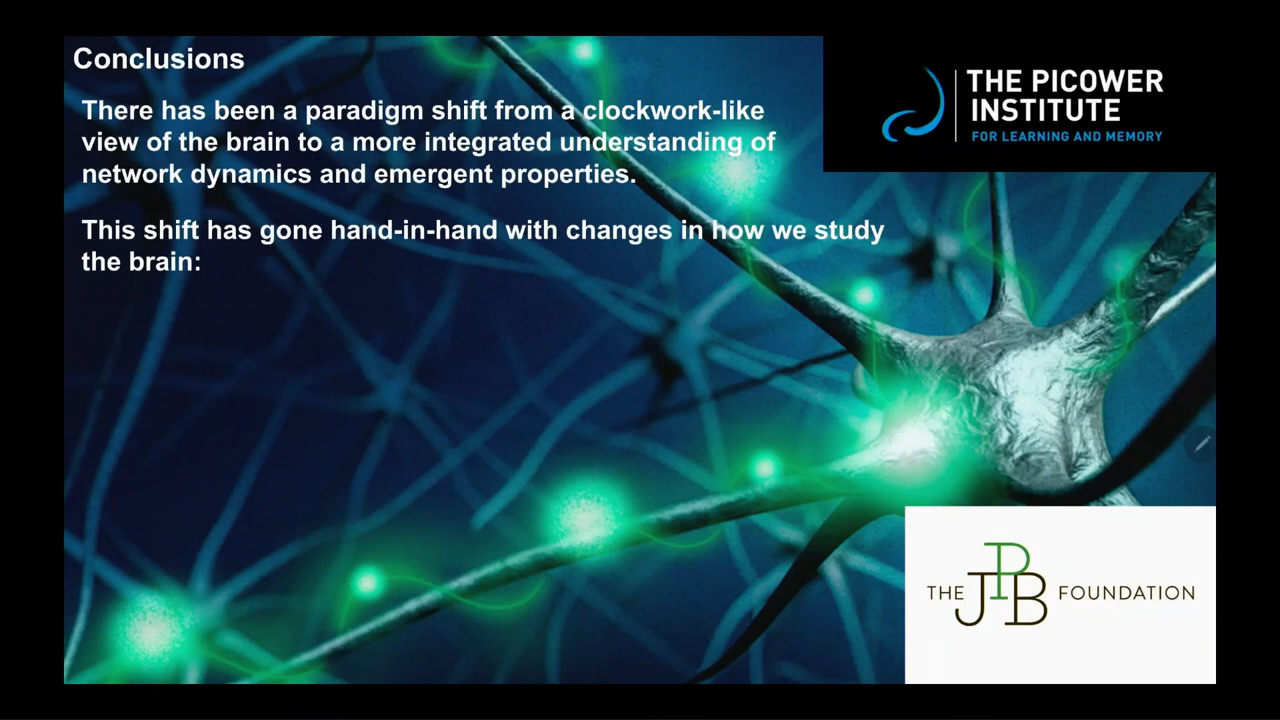 Conclusions
There has been a paradigm shift from a clockwork-like
view of the brain to a more integrated understanding of
network dynamics and emergent properties.
This shift has gone hand-in-hand with changes in how we study
the brain:
THE PICOWER
INSTITUTE
FOR LEARNING AND MEMORY
THE JPB FOUNDATION